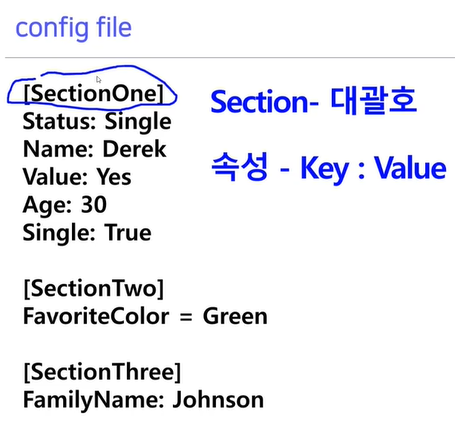 config file
[SectionOne]
Status: Single
Name: Derek
Value: Yes
Age: 30
Single: True
[SectionTwo]
FavoriteColor = Green
[SectionThree]
FamilyName: Johnson
Section- 대괄호
속성 - Key : Value